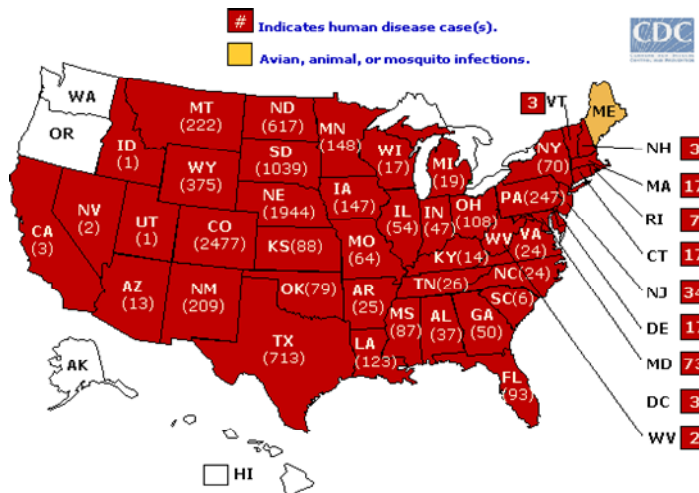 # Indicates human disease case(s).
Avian, animal, or mosquito infections.
CDC
WA
OR
MT
(222)
ND
(617)
MN
(148)
3 VT
ME
ID
(1)
SD
(1039)
WI
(17)
MI
(19)
NY
(70)
NH 3
WY
(375)
MA
IA
(147)
NE
(1944)
PA(247)
RI 7
NV
(2)
UT
(1)
CO
(2477)
IL
(54)
IN
(47)
OH
(108)
CT
CA
(3)
KS(88)
MO
(64)
WV
VA
(24)
NJ
KY(14)
NC(24)
DE
AZ
(13)
NM
(209)
OK(79)
AR
(25)
TN(26)
SC(6)
MD
MS
(87)
AL
(37)
GA
(50)
TX
(713)
LA
(123)
AK
FL
(93)
DC 3
WV 2
HI